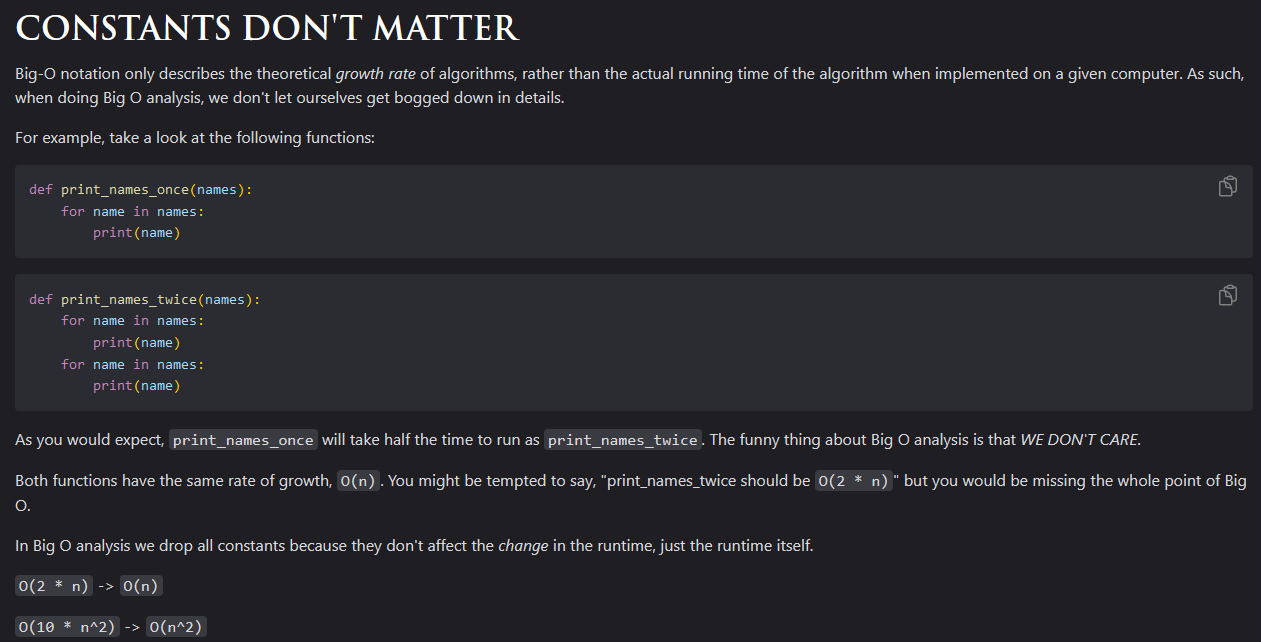 CONSTANTS DON'T MATTER
Big-O notation only describes the theoretical growth rate of algorithms, rather than the actual running time of the algorithm when implemented on a given computer. As such,
when doing Big O analysis, we don't let ourselves get bogged down in details.
For example, take a look at the following functions:
def print_names_once(names):
    for name in names:
        print(name)
def print_names_twice(names):
    for name in names:
        print(name)
    for name in names:
        print(name)
As you would expect, print_names_once will take half the time to run as print_names_twice. The funny thing about Big O analysis is that WE DON'T CARE.
Both functions have the same rate of growth, O(n). You might be tempted to say, "print_names_twice should be O(2 * n)" but you would be missing the whole point of Big
O.
In Big O analysis we drop all constants because they don't affect the change in the runtime, just the runtime itself.
O(2 * n) -> O(n)
O(10 * n^2) -> O(n^2)